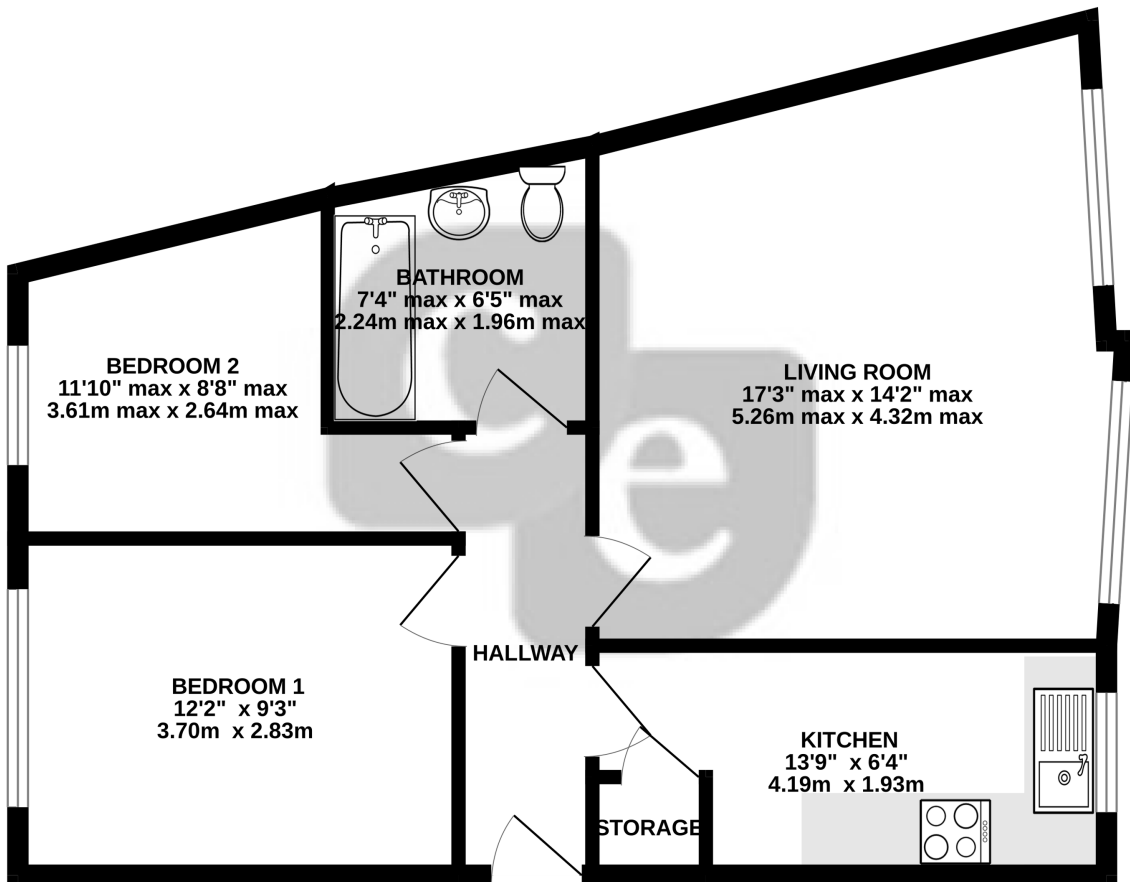 BATHROOM
7'4" max x 6'5" max
2.24m max x 1.96m max
BEDROOM 2
11'10" max x 8'8" max
3.61m max x 2.64m max
LIVING ROOM
17'3" max x 14'2" max
5.26m max x 4.32m max
HALLWAY
BEDROOM 1
12'2" x 9'3"
3.70m x 2.83m
KITCHEN
13'9" x 6'4"
4.19m x 1.93m
STORAGE
ce